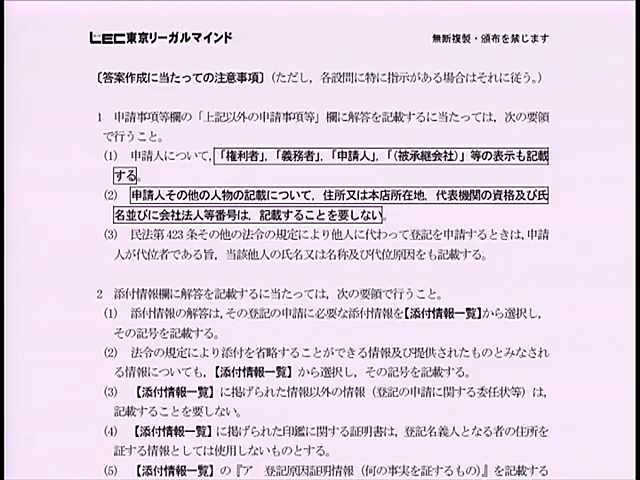 LEC東京リーガルマインド
無断複製・頒布を禁じます
〔答案作成に当たっての注意事項〕（ただし，各設問に特に指示がある場合はそれに従う。）
1 申請事項等欄の「上記以外の申請事項等」欄に解答を記載するに当たっては，次の要領
で行うこと。
(1) 申請人について，「権利者」，「義務者」，「申請人」，「（被承継会社）」等の表示も記載
する。
(2) 申請人その他の人物の記載について，住所又は本店所在地，代表機関の資格及び氏
名並びに会社法人等番号は，記載することを要しない。
(3) 民法第423条その他の法令の規定により他人に代わって登記を申請するときは，申請
人が代位者である旨，当該他人の氏名又は名称及び代位原因をも記載する。
2 添付情報欄に解答を記載するに当たっては，次の要領で行うこと。
(1) 添付情報の解答は，その登記の申請に必要な添付情報を【添付情報一覧】から選択し，
その記号を記載する。
(2) 法令の規定により添付を省略することができる情報及び提供されたものとみなされ
る情報についても，【添付情報一覧】から選択し，その記号を記載する。
(3) 【添付情報一覧】に掲げられた情報以外の情報（登記の申請に関する委任状等）は，
記載することを要しない。
(4) 【添付情報一覧】に掲げられた印鑑に関する証明書は，登記名義人となる者の住所を
証する情報としては使用しないものとする。
(5) 【添付情報一覧】の『ア 登記原因証明情報（何の事実を証するもの）』を記載する